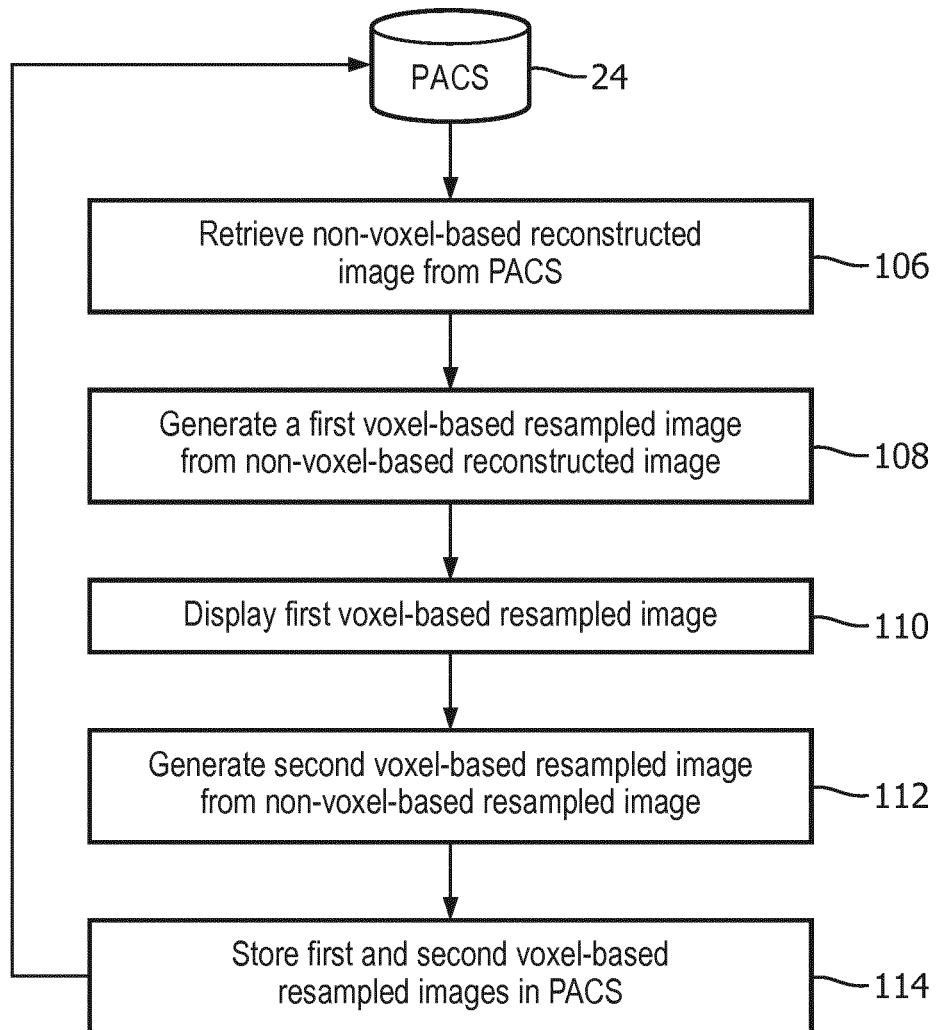 PACS
24
Retrieve non-voxel-based reconstructed
image from PACS
106
Generate a first voxel-based resampled image
from non-voxel-based reconstructed image
108
Display first voxel-based resampled image
110
Generate second voxel-based resampled image
from non-voxel-based resampled image
112
Store first and second voxel-based
resampled images in PACS
114